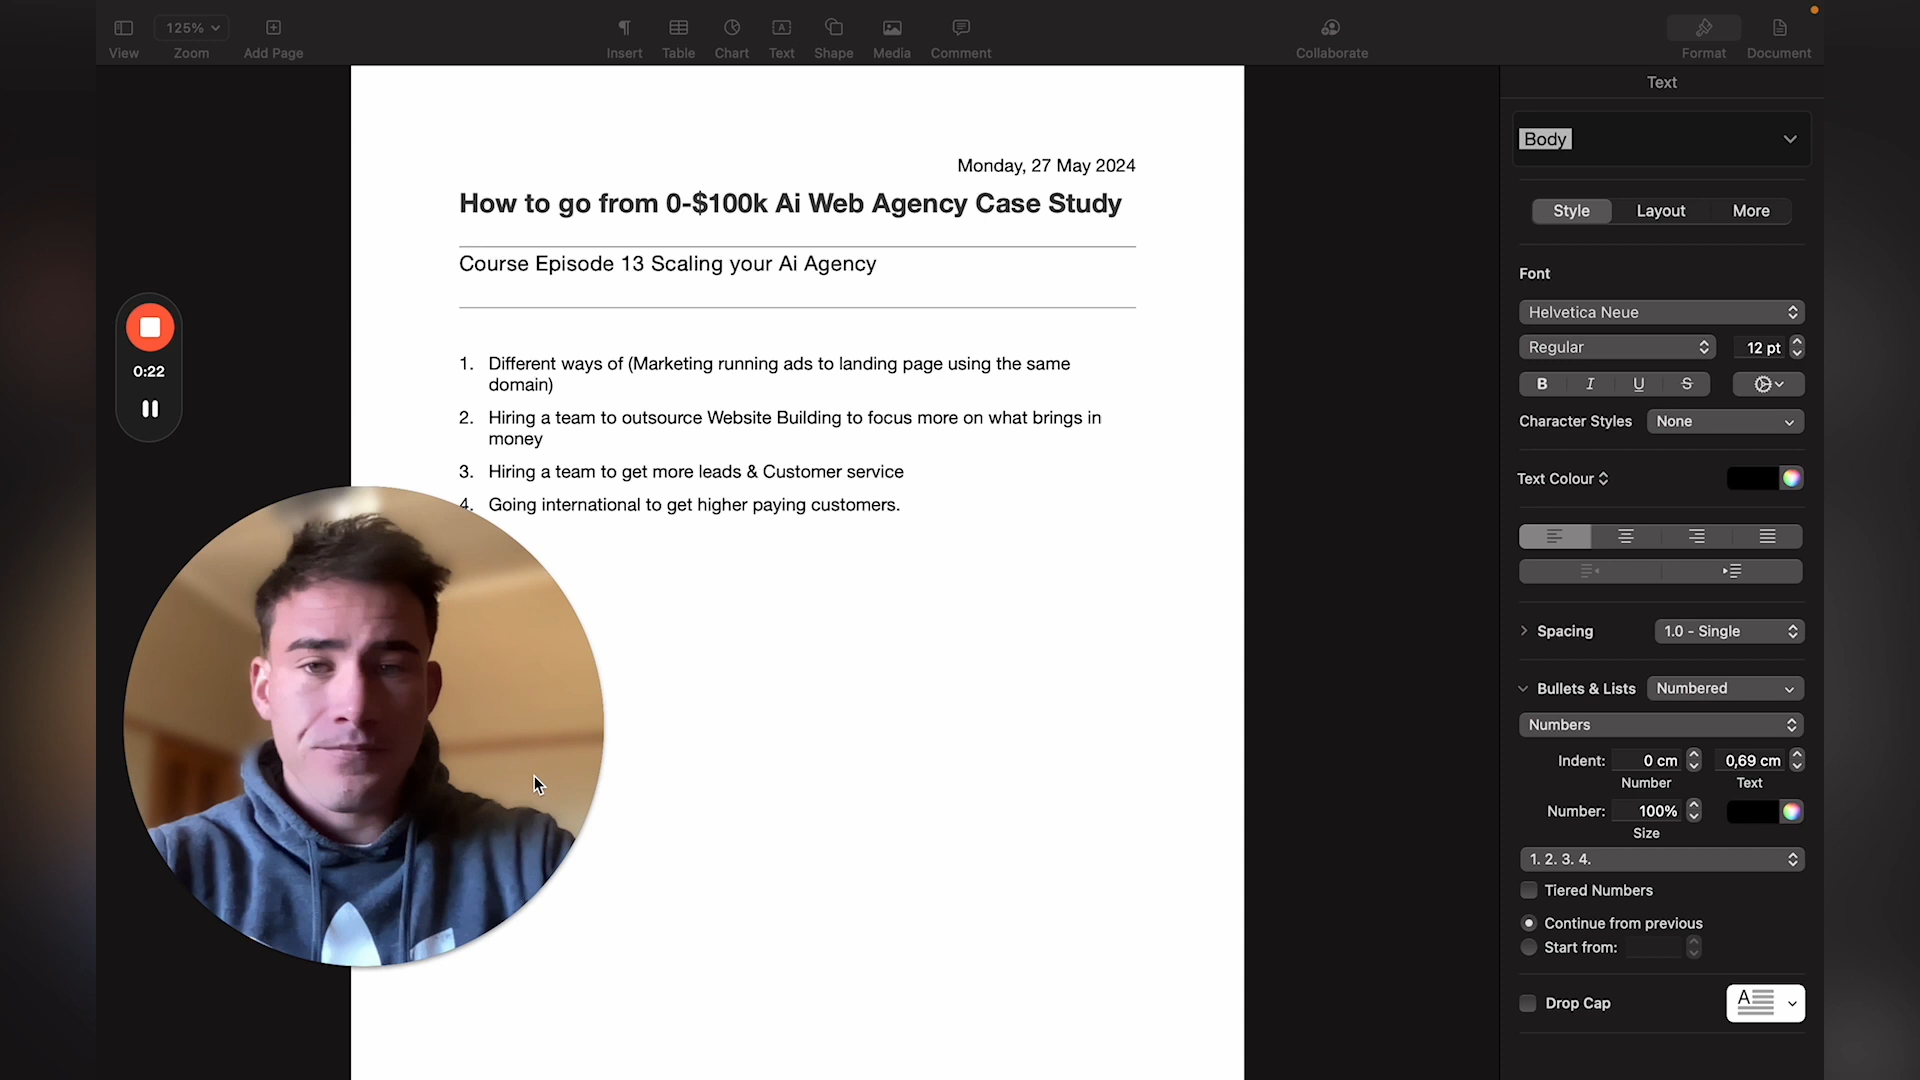 125%
View
Zoom
Add Page
Insert
Table
Chart
Text
Shape
Media
Comment
Collaborate
Format
Document
Monday, 27 May 2024
How to go from 0-$100k Ai Web Agency Case Study
Course Episode 13 Scaling your Ai Agency
1. Different ways of (Marketing running ads to landing page using the same
domain)
2. Hiring a team to outsource Website Building to focus more on what brings in
money
3. Hiring a team to get more leads & Customer service
4. Going international to get higher paying customers.
0:22
Text
Body
Style Layout More
Font
Helvetica Neue
Regular 12 pt
B I U S
Character Styles None
Text Colour
Spacing 1.0 - Single
Bullets & Lists Numbered
Numbers
Indent: 0 cm 0,69 cm
Number Text
Number: 100%
Size
1. 2. 3. 4.
Tiered Numbers
Continue from previous
Start from:
Drop Cap
A